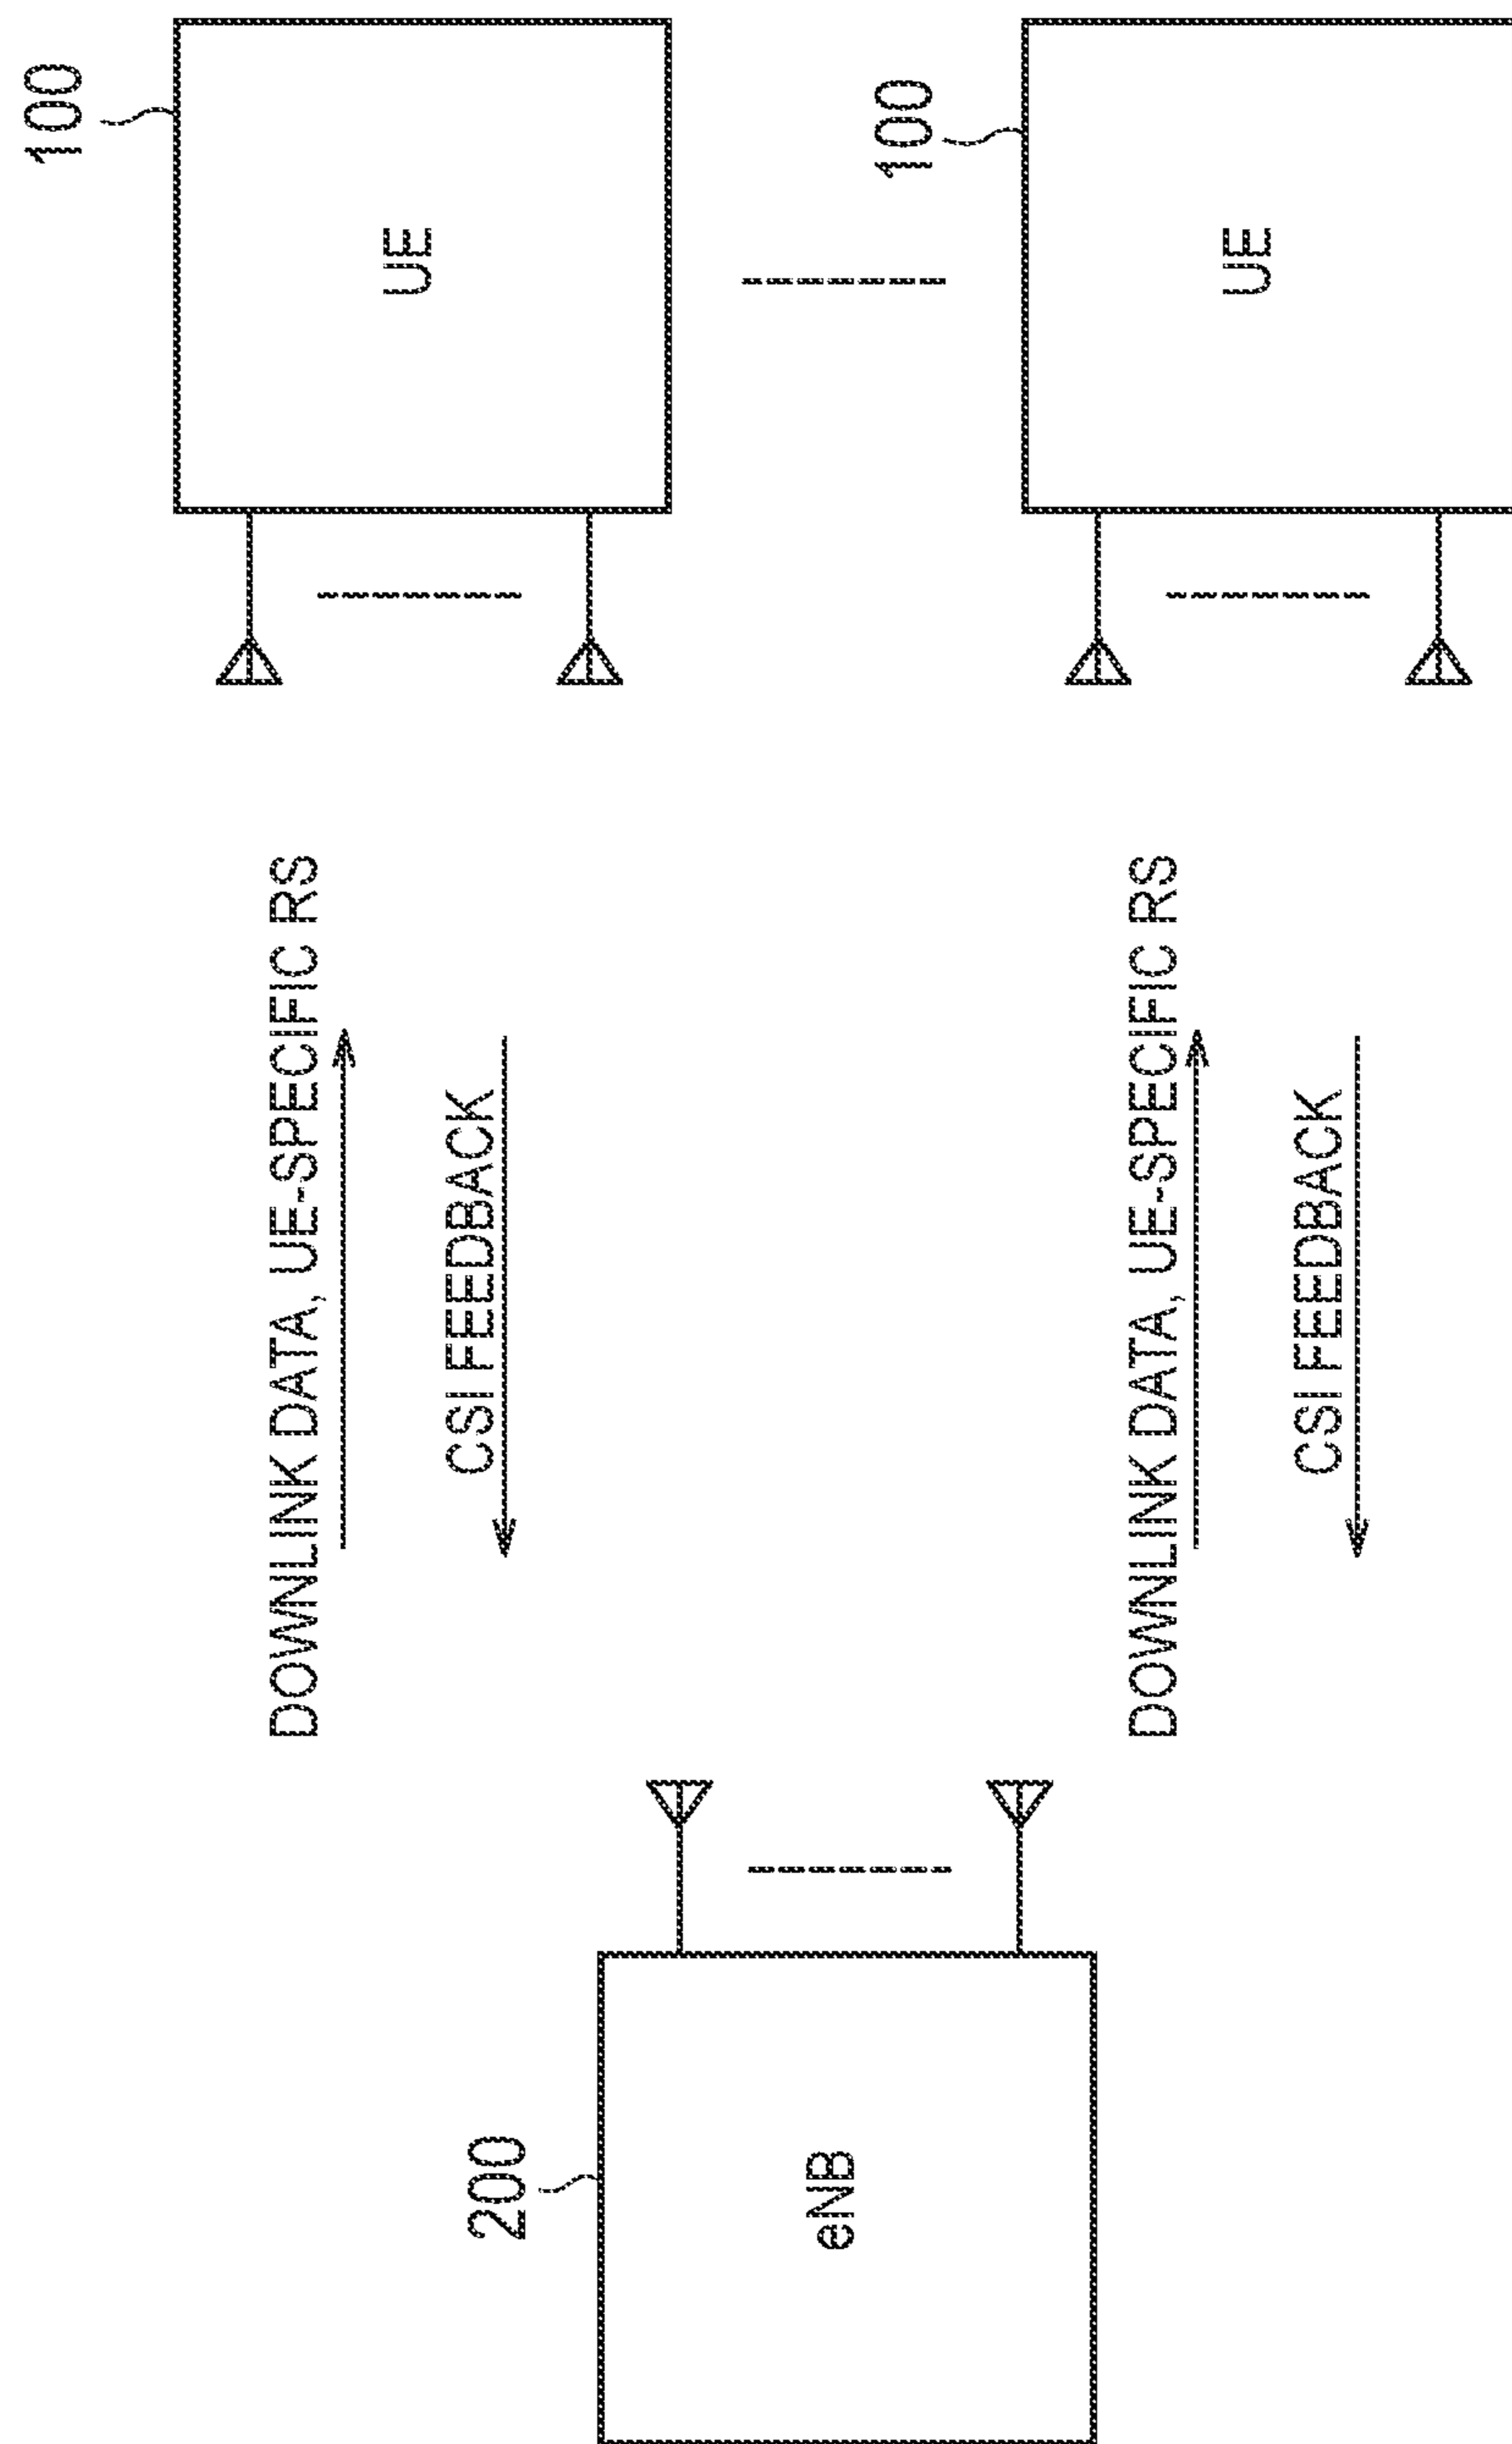 100
UE
DOWNLINK DATA, UE-SPECIFIC RS
CSI FEEDBACK
200
eNB
100
UE
DOWNLINK DATA, UE-SPECIFIC RS
CSI FEEDBACK